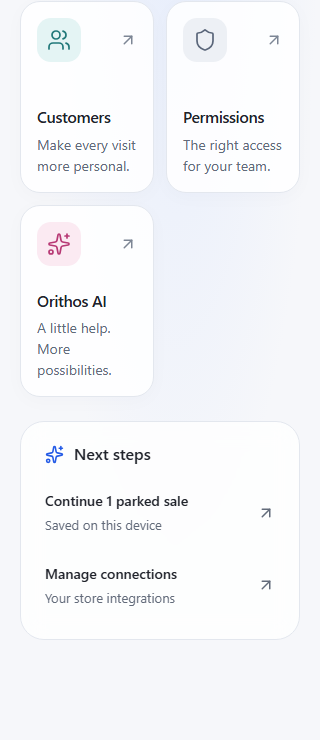 Customers
Make every visit
more personal.
Permissions
The right access
for your team.
Orithos AI
A little help.
More
possibilities.
Next steps
Continue 1 parked sale
Saved on this device
Manage connections
Your store integrations